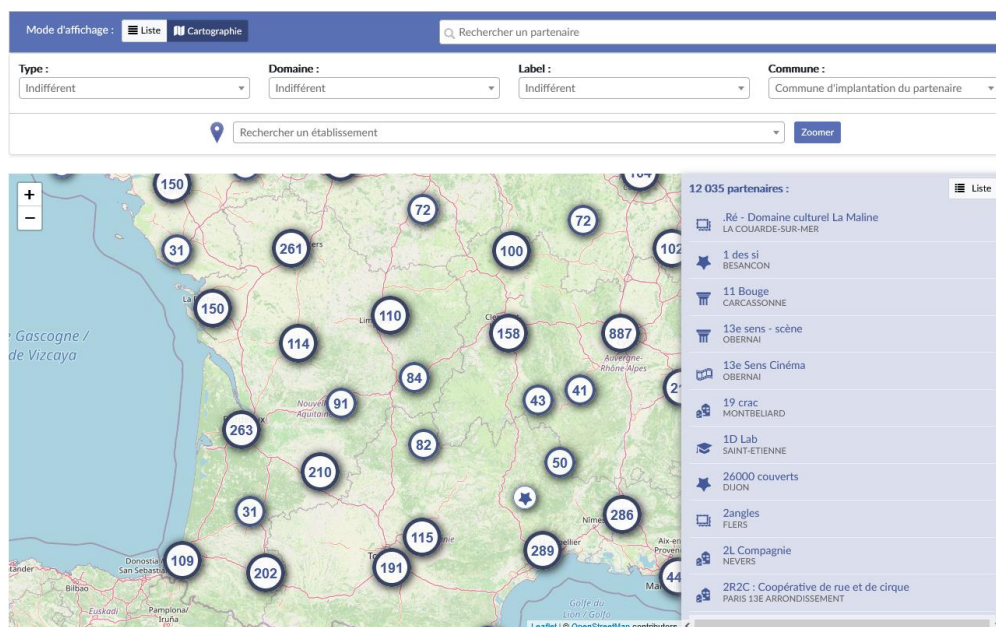 Mode d'affichage :
Liste
Cartographie
Rechercher un partenaire
Type :
Domaine :
Label :
Commune :
Indifférent
Indifférent
Indifférent
Commune d'implantation du partenaire
Rechercher un établissement
Zoomer
+
−
12 035 partenaires :
Liste
.Ré - Domaine culturel La Maline
LA COUARDE-SUR-MER
1 des si
BESANCON
11 Bouge
CARCASSONNE
13e sens - scène
OBERNAI
13e Sens Cinéma
OBERNAI
19 crac
MONTBELIARD
1D Lab
SAINT-ETIENNE
26000 couverts
DIJON
2angles
FLERS
2L Compagnie
NEVERS
2R2C : Coopérative de rue et de cirque
PARIS 13E ARRONDISSEMENT
150
72
72
31
261
100
102
150
110
158
887
114
Auvergne-
Rhône-Alpes
Gascogne /
de Vizcaya
84
91
43
41
263
82
50
210
31
286
115
289
109
202
191
44
Donostia
San Sebastiá
Bilbao
Euskadi
Pamplona/
Iruña
Golfe du
Lion / Golfo
Leaflet | © OpenStreetMap contributors